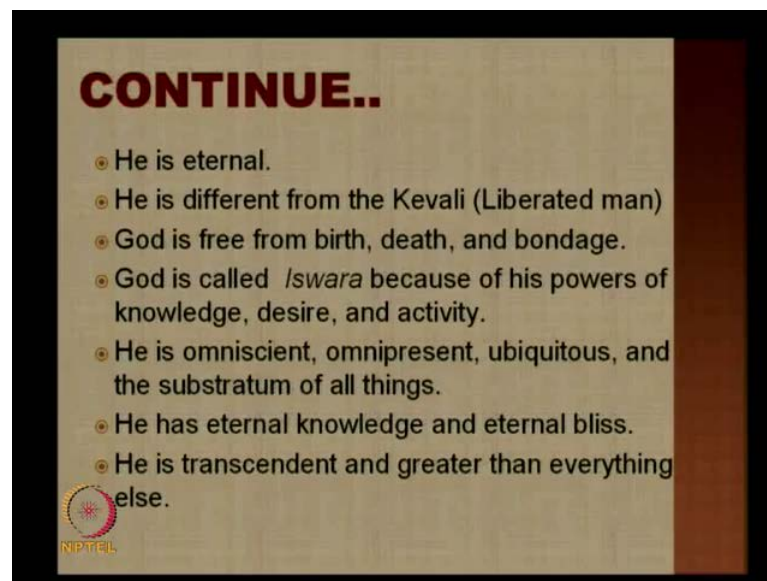 CONTINUE..
He is eternal.
He is different from the Kevali (Liberated man)
God is free from birth, death, and bondage.
God is called Iswara because of his powers of
knowledge, desire, and activity.
He is omniscient, omnipresent, ubiquitous, and
the substratum of all things.
He has eternal knowledge and eternal bliss.
He is transcendent and greater than everything
else.
NPTEL